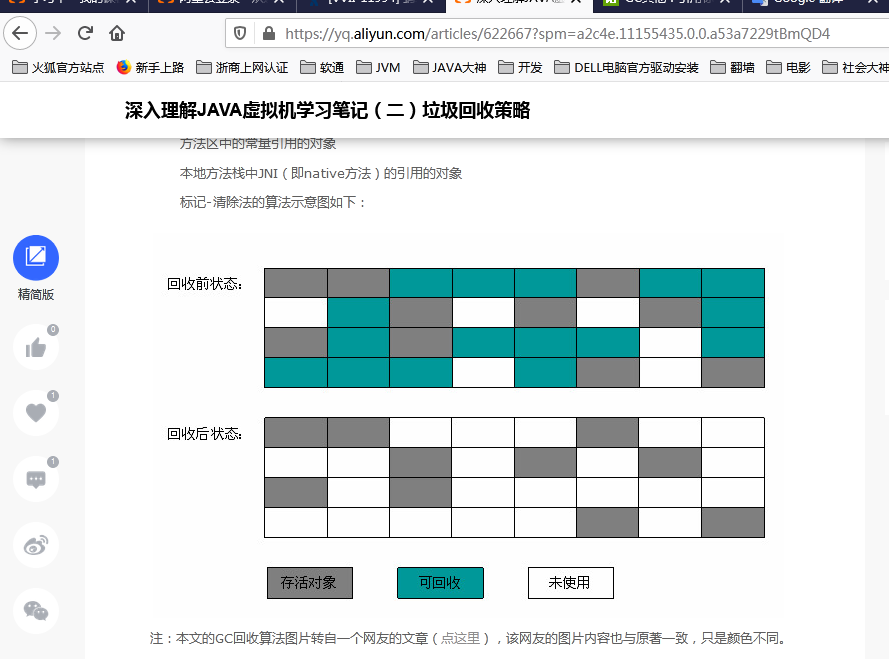 https://yq.aliyun.com/articles/622667?spm=a2c4e.11155435.0.0.a53a7229tBmQD4
火狐官方站点 新手上路 浙商上网认证 软通 JVM JAVA大神 开发 DELL电脑官方驱动安装 翻墙 电影 社会大神
深入理解JAVA虚拟机学习笔记（二）垃圾回收策略
方法区中的常量引用的对象
本地方法栈中JNI（即native方法）的引用的对象
标记-清除法的算法示意图如下：
精简版
0
1
1
回收前状态:
回收后状态:
存活对象 可回收 未使用
注：本文的GC回收算法图片转自一个网友的文章（点这里），该网友的图片内容也与原著一致，只是颜色不同。